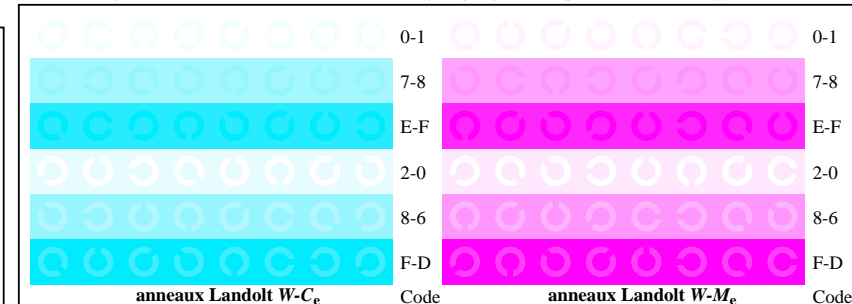 0-1 0-1
7-8 7-8
E-F E-F
2-0 2-0
8-6 8-6
F-D F-D
anneaux Landolt W-Ce Code anneaux Landolt W-Me Code